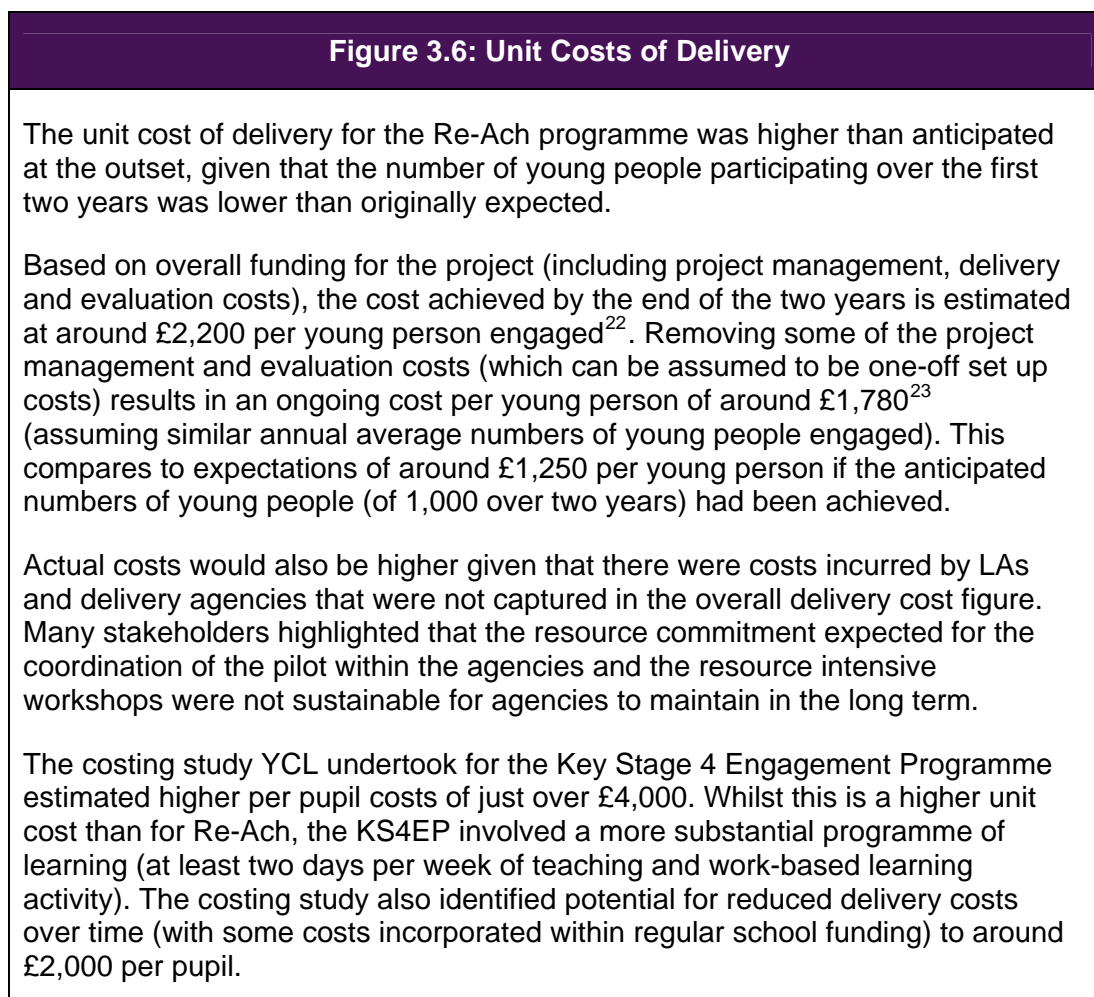 Figure 3.6: Unit Costs of Delivery
The unit cost of delivery for the Re-Ach programme was higher than anticipated
at the outset, given that the number of young people participating over the first
two years was lower than originally expected.
Based on overall funding for the project (including project management, delivery
and evaluation costs), the cost achieved by the end of the two years is estimated
at around £2,200 per young person engaged22. Removing some of the project
management and evaluation costs (which can be assumed to be one-off set up
costs) results in an ongoing cost per young person of around £1,78023
(assuming similar annual average numbers of young people engaged). This
compares to expectations of around £1,250 per young person if the anticipated
numbers of young people (of 1,000 over two years) had been achieved.
Actual costs would also be higher given that there were costs incurred by LAs
and delivery agencies that were not captured in the overall delivery cost figure.
Many stakeholders highlighted that the resource commitment expected for the
coordination of the pilot within the agencies and the resource intensive
workshops were not sustainable for agencies to maintain in the long term.
The costing study YCL undertook for the Key Stage 4 Engagement Programme
estimated higher per pupil costs of just over £4,000. Whilst this is a higher unit
cost than for Re-Ach, the KS4EP involved a more substantial programme of
learning (at least two days per week of teaching and work-based learning
activity). The costing study also identified potential for reduced delivery costs
over time (with some costs incorporated within regular school funding) to around
£2,000 per pupil.